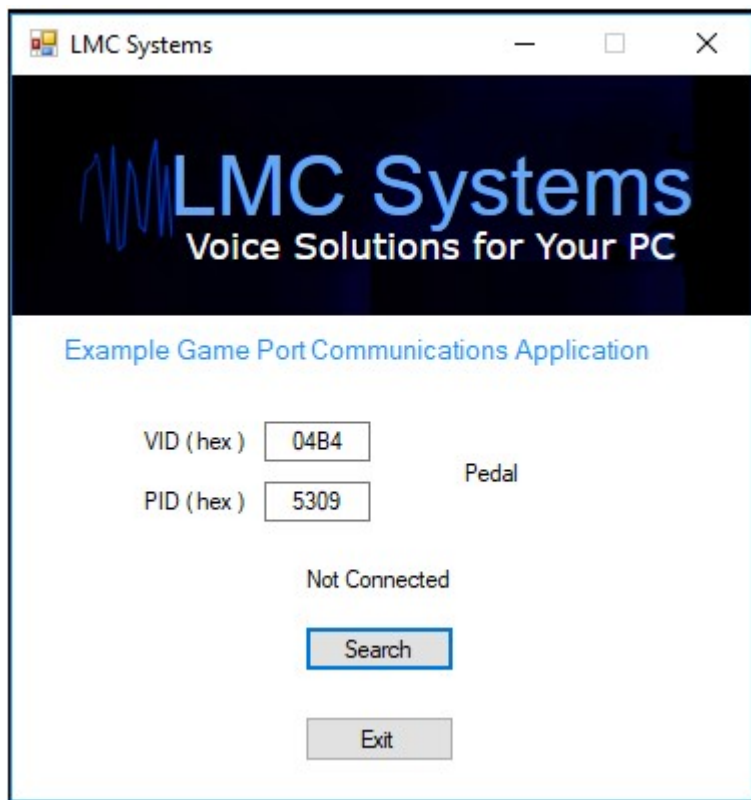 LMC Systems
LMC Systems
Voice Solutions for Your PC
Example Game Port Communications Application
VID ( hex ) 04B4
Pedal
PID ( hex ) 5309
Not Connected
Search
Exit